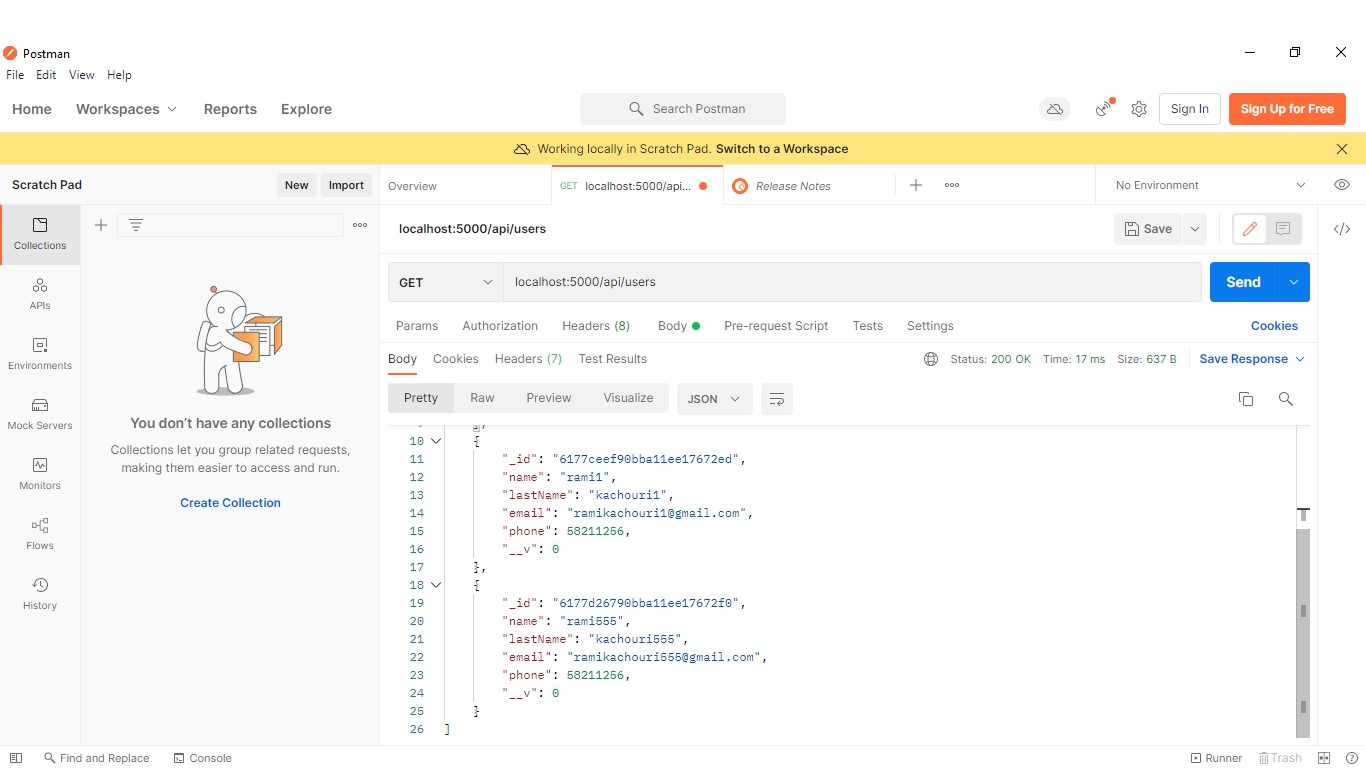 Postman
File Edit View Help
Home Workspaces Reports Explore Search Postman Sign In Sign Up for Free
Working locally in Scratch Pad. Switch to a Workspace
Scratch Pad New Import Overview GET localhost:5000/api... Release Notes No Environment
Collections
localhost:5000/api/users Save
APIs
GET localhost:5000/api/users Send
Params Authorization Headers (8) Body Pre-request Script Tests Settings Cookies
Environments
Body Cookies Headers (7) Test Results Status: 200 OK Time: 17 ms Size: 637 B Save Response
Pretty Raw Preview Visualize JSON
Mock Servers
You don't have any collections
Collections let you group related requests,
making them easier to access and run.
Create Collection
Monitors
Flows
History
10 {
11 "_id": "6177ceef90bba11ee17672ed",
12 "name": "rami1",
13 "lastName": "kachouri1",
14 "email": "ramikachouri1@gmail.com",
15 "phone": 58211256,
16 "__v": 0
17 },
18 {
19 "_id": "6177d26790bba11ee17672f0",
20 "name": "rami555",
21 "lastName": "kachouri555",
22 "email": "ramikachouri555@gmail.com",
23 "phone": 58211256,
24 "__v": 0
25 }
26 ]
Find and Replace Console Runner Trash